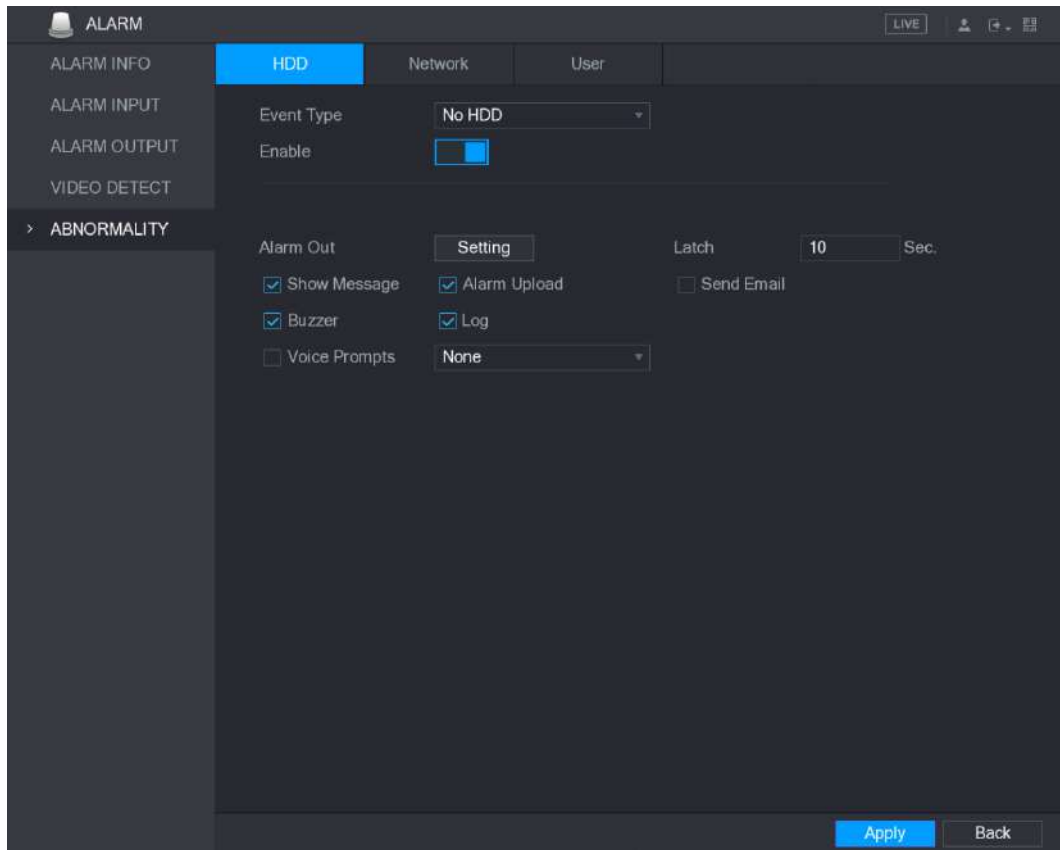 ALARM LIVE
ALARM INFO
ALARM INPUT
ALARM OUTPUT
VIDEO DETECT
> ABNORMALITY
HDD Network User
Event Type No HDD
Enable
Alarm Out Setting Latch 10 Sec.
Show Message Alarm Upload Send Email
Buzzer Log
Voice Prompts None
Apply Back